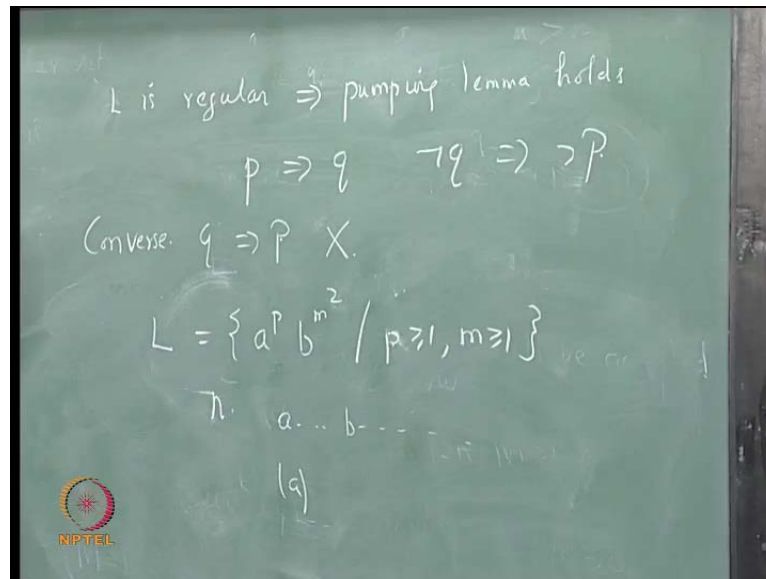 L is regular ⇒ pumping lemma holds
p ⇒ q ¬q ⇒ ¬P.
Converse. q ⇒ P X.
L = { a^p b^{m^2} / p ≥ 1, m ≥ 1 }
n. a... b----
(a)
NPTEL